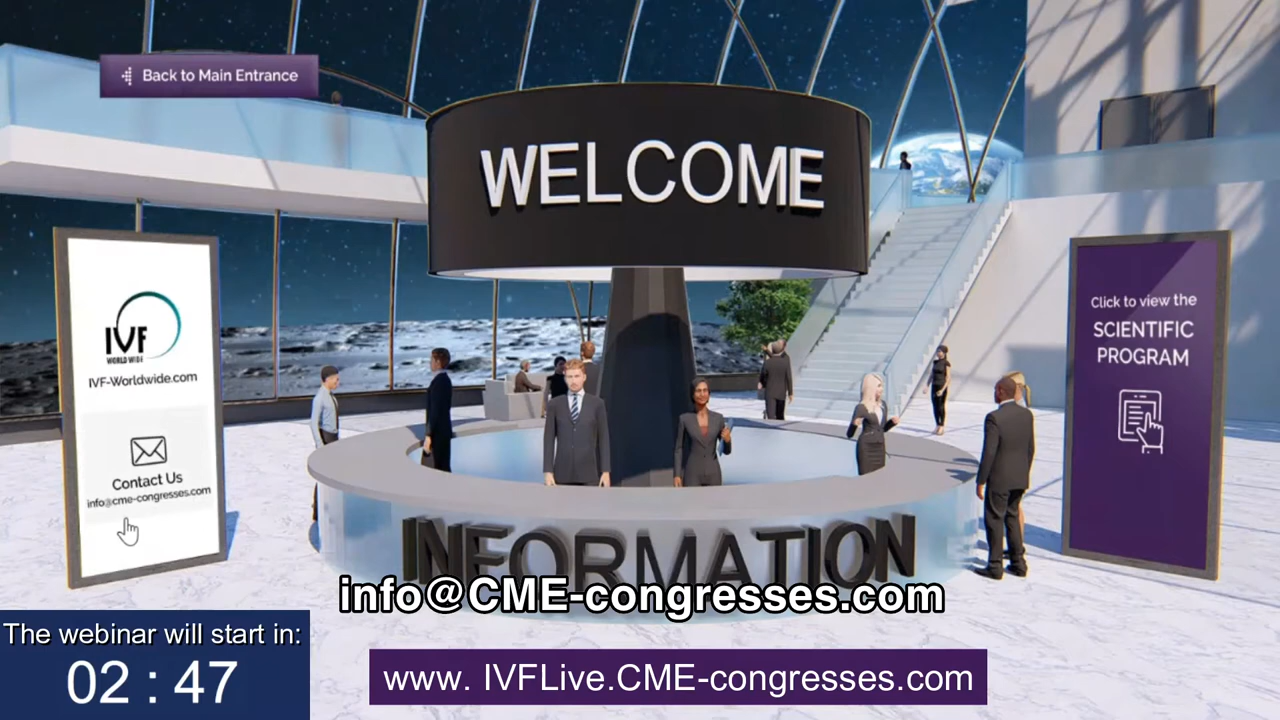 Back to Main Entrance
WELCOME
IVF
WORLD WIDE
IVF-Worldwide.com
Contact Us
info@cme-congresses.com
Click to view the
SCIENTIFIC
PROGRAM
INFORMATION
info@CME-congresses.com
The webinar will start in:
02 : 47
www. IVFLive.CME-congresses.com